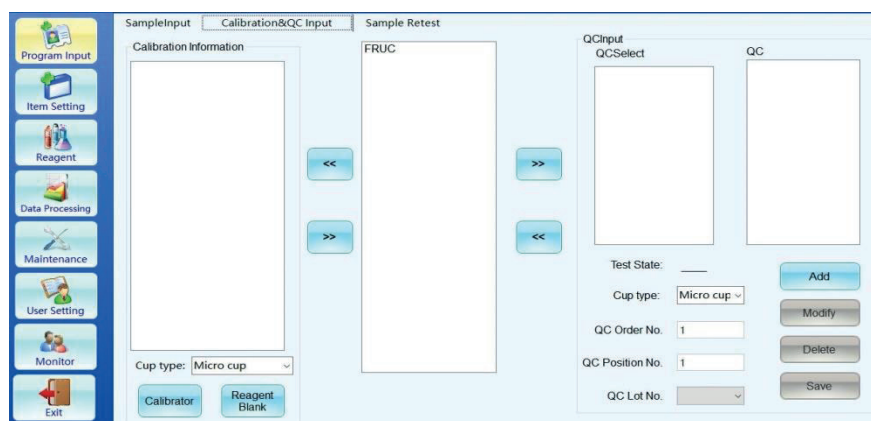 SampleInput Calibration&QC Input Sample Retest
Program Input
Item Setting
Reagent
Data Processing
Maintenance
User Setting
Monitor
Exit
Calibration Information
Cup type: Micro cup
Calibrator
Reagent
Blank
<<
>>
FRUC
>>
<<
QCInput
QCSelect
QC
Test State:
Cup type: Micro cup
QC Order No. 1
QC Position No. 1
QC Lot No.
Add
Modify
Delete
Save